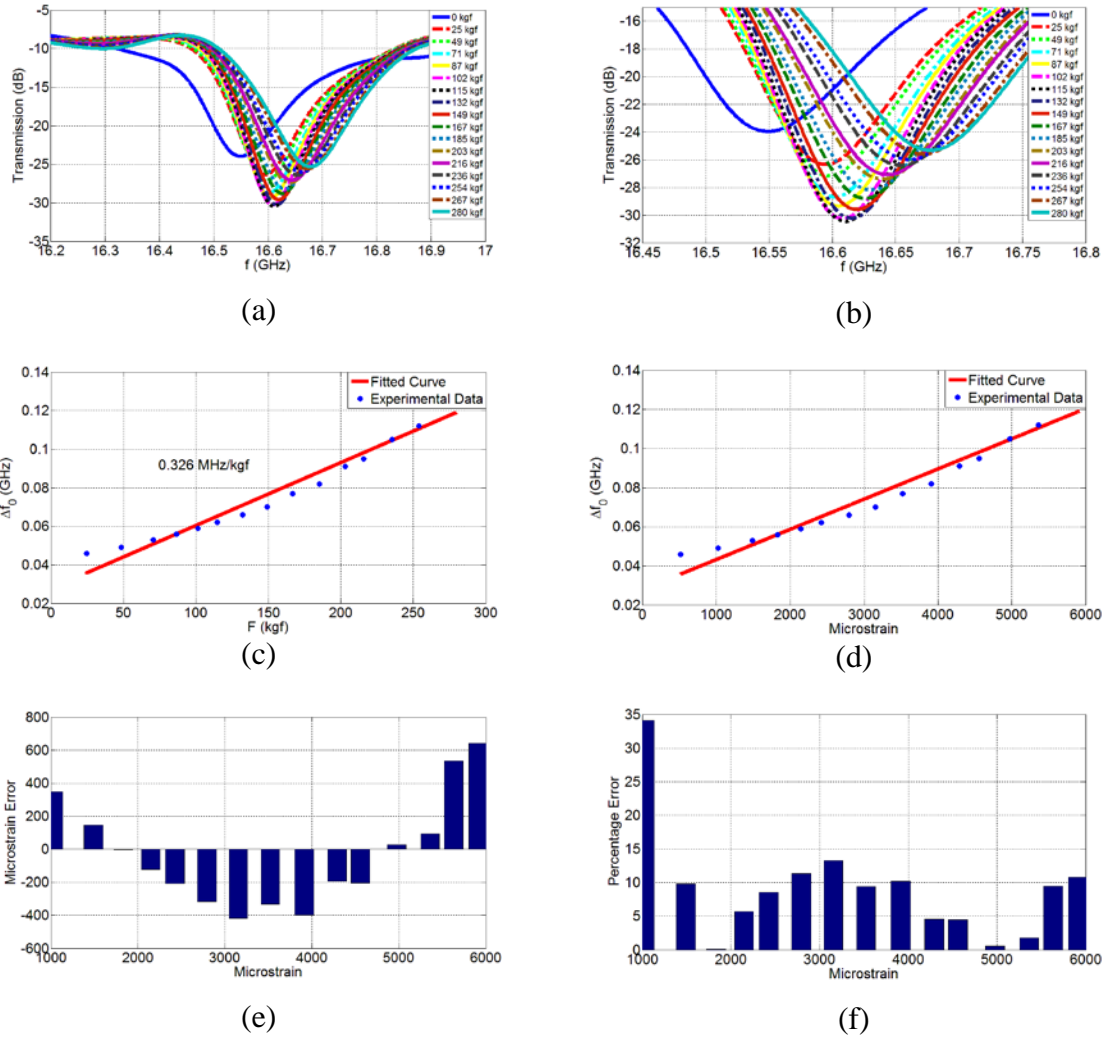 -5
-10
-15
-20
-25
-30
-35
Transmission (dB)
16.2 16.3 16.4 16.5 16.6 16.7 16.8 16.9 17
f (GHz)
0 kgf
25 kgf
49 kgf
71 kgf
87 kgf
102 kgf
115 kgf
132 kgf
149 kgf
167 kgf
185 kgf
203 kgf
216 kgf
236 kgf
254 kgf
267 kgf
280 kgf
(a)
-16
-18
-20
-22
-24
-26
-28
-30
-32
Transmission (dB)
16.45 16.5 16.55 16.6 16.65 16.7 16.75 16.8
f (GHz)
0 kgf
25 kgf
49 kgf
71 kgf
87 kgf
102 kgf
115 kgf
132 kgf
149 kgf
167 kgf
185 kgf
203 kgf
216 kgf
236 kgf
254 kgf
267 kgf
280 kgf
(b)
0.14
0.12
0.1
0.08
0.06
0.04
0.02
Δf₀ (GHz)
Fitted Curve
Experimental Data
0.326 MHz/kgf
0 50 100 150 200 250 300
F (kgf)
(c)
0.14
0.12
0.1
0.08
0.06
0.04
0.02
Δf₀ (GHz)
Fitted Curve
Experimental Data
0 1000 2000 3000 4000 5000 6000
Microstrain
(d)
800
600
400
200
0
-200
-400
-600
Microstrain Error
1000 2000 3000 4000 5000 6000
Microstrain
(e)
35
30
25
20
15
10
5
0
Percentage Error
1000 2000 3000 4000 5000 6000
Microstrain
(f)